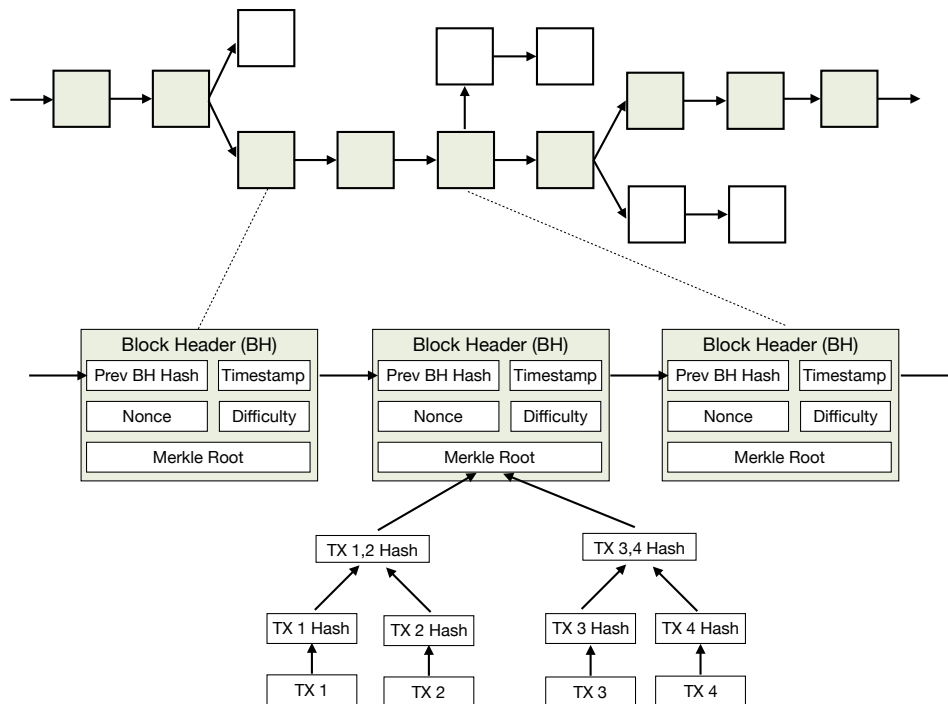 Block Header (BH) Block Header (BH) Block Header (BH)
Prev BH Hash Timestamp Prev BH Hash Timestamp Prev BH Hash Timestamp
Nonce Difficulty Nonce Difficulty Nonce Difficulty
Merkle Root Merkle Root Merkle Root
TX 1,2 Hash TX 3,4 Hash
TX 1 Hash TX 2 Hash TX 3 Hash TX 4 Hash
TX 1 TX 2 TX 3 TX 4